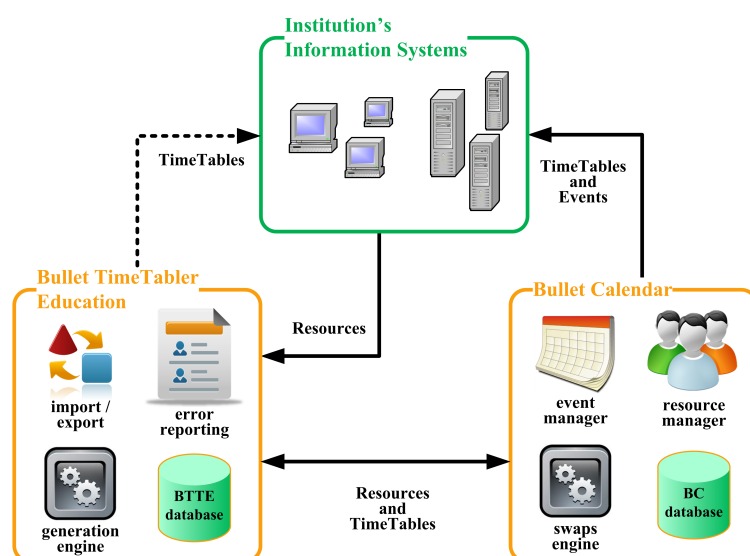 Institution's
Information Systems
TimeTables
TimeTables
and
Events
Bullet TimeTabler
Education
Resources
Bullet Calendar
import /
export
error
reporting
event
manager
resource
manager
generation
engine
BTTE
database
Resources
and
TimeTables
swaps
engine
BC
database